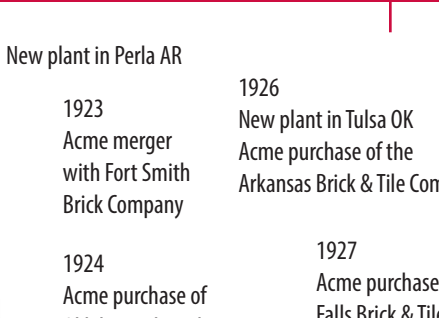 New plant in Perla AR
1923
Acme merger
with Fort Smith
Brick Company
1924
Acme purchase of
1926
New plant in Tulsa OK
Acme purchase of the
Arkansas Brick & Tile Com
1927
Acme purchase
Falls Brick & Tile